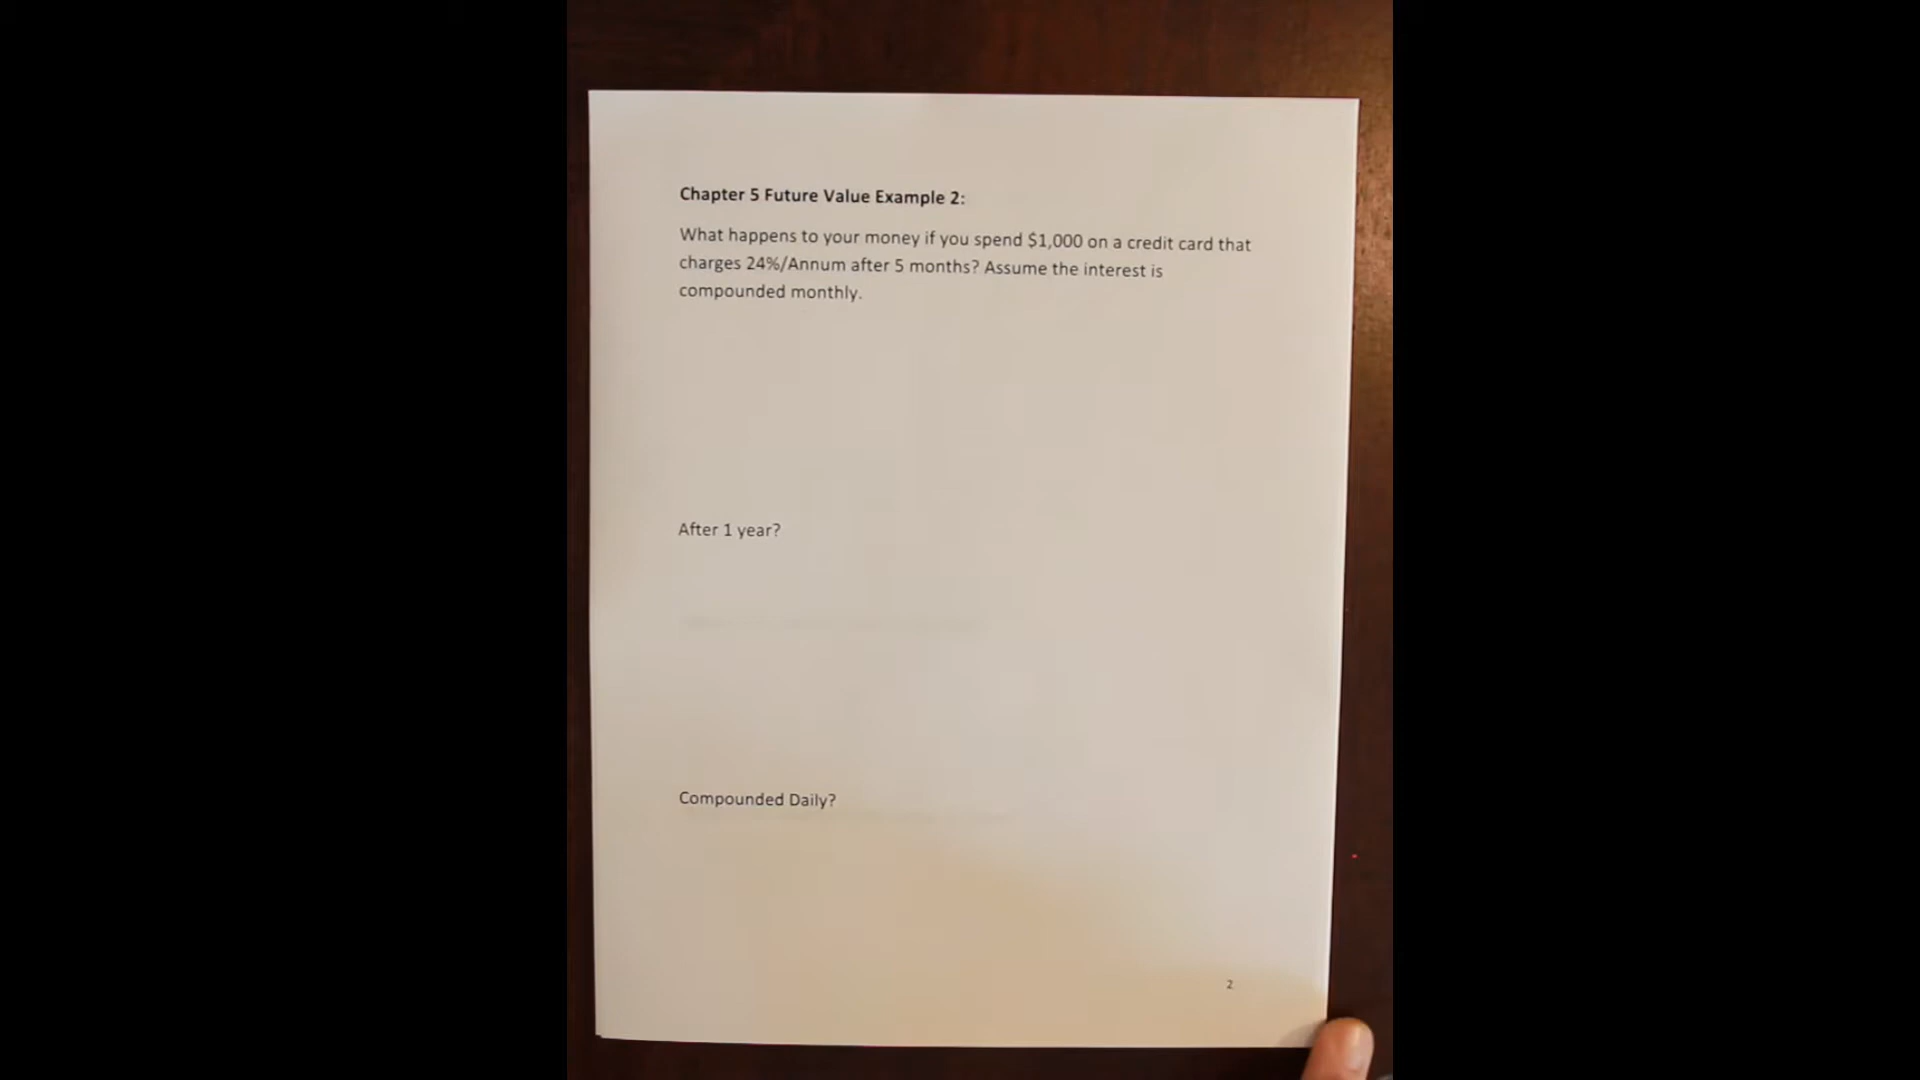 Chapter 5 Future Value Example 2:
What happens to your money if you spend $1,000 on a credit card that
charges 24%/Annum after 5 months? Assume the interest is
compounded monthly.
After 1 year?
Compounded Daily?
2